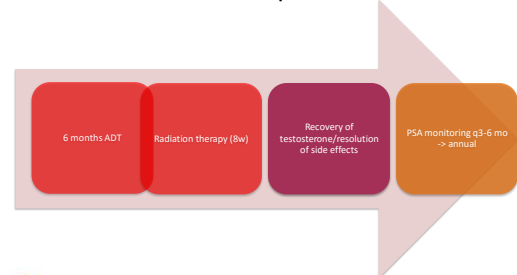 6 months ADT
Radiation therapy (8w)
Recovery of
testosterone/resolution
of side effects
PSA monitoring q3-6 mo
-> annual